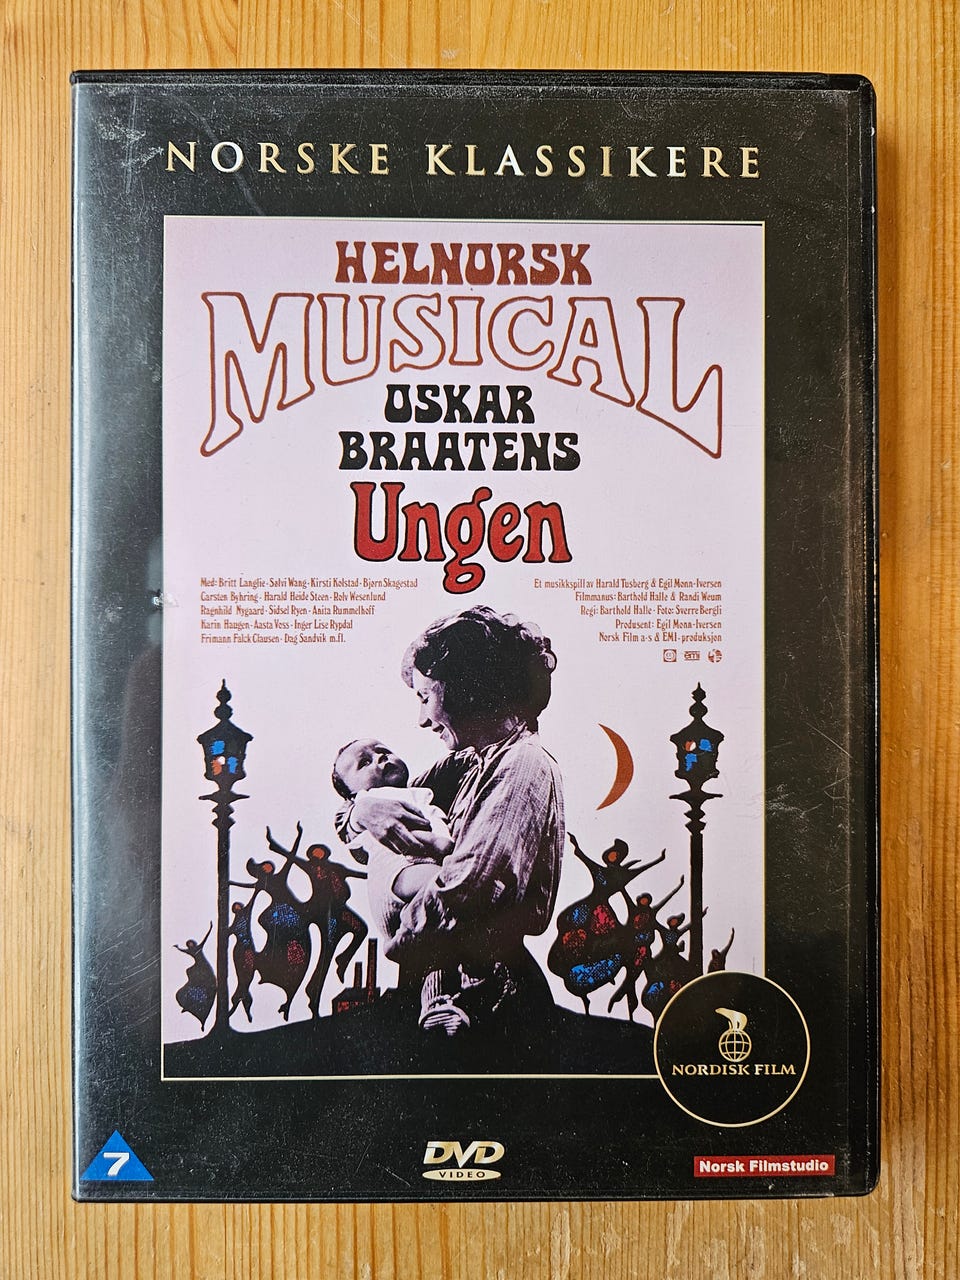 NORSKE KLASSIKERE
HELNORSK
MUSICAL
OSKAR
BRAATENS
Ungen
Med: Britt Langlie · Sølvi Wang · Kirsti Kolstad · Bjørn Skagestad
Carsten Byhring · Harald Heide Steen · Rolv Wesenlund
Ragnhild Nygaard · Sidsel Ryen · Anita Rummelhoff
Karin Haugen · Aasta Voss · Inger Lise Rypdal
Frimann Falck Clausen · Dag Sandvik m.fl.
Et musikkspill av Harald Tusberg & Egil Monn-Iversen
Filmmanus: Barthold Halle & Randi Weum
Regi: Barthold Halle · Foto: Sverre Bergli
Produsent: Egil Monn-Iversen
Norsk Film a·s & EMI-produksjon
EMI
NORDISK FILM
7
DVD
VIDEO
Norsk Filmstudio